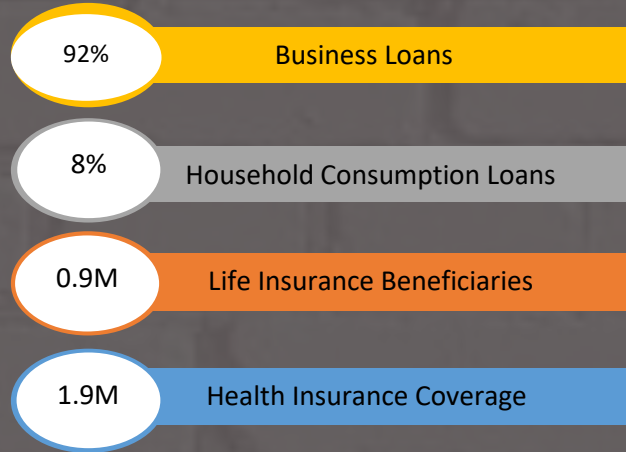 92% Business Loans
8% Household Consumption Loans
0.9M Life Insurance Beneficiaries
1.9M Health Insurance Coverage